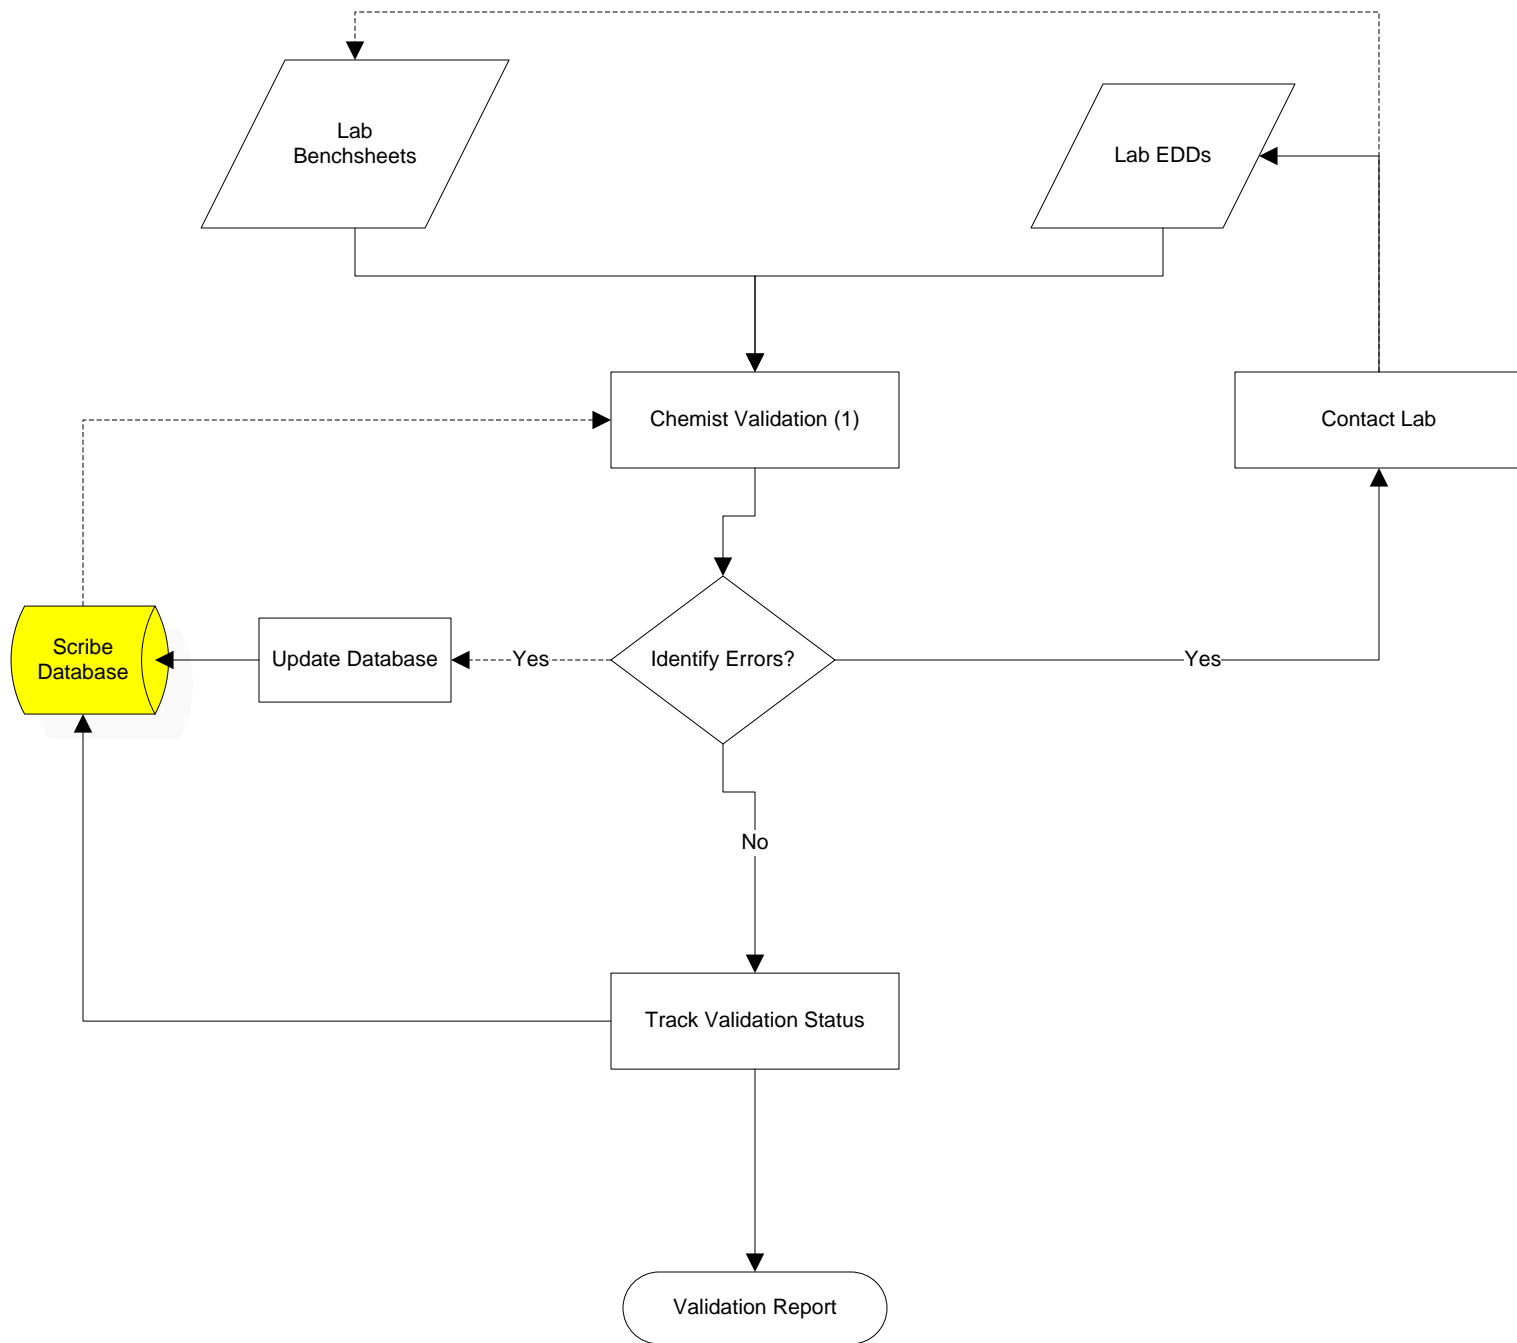 Lab
Benchsheets
Lab EDDs
Chemist Validation (1)
Contact Lab
Scribe
Database
Update Database
Yes
Identify Errors?
Yes
No
Track Validation Status
Validation Report